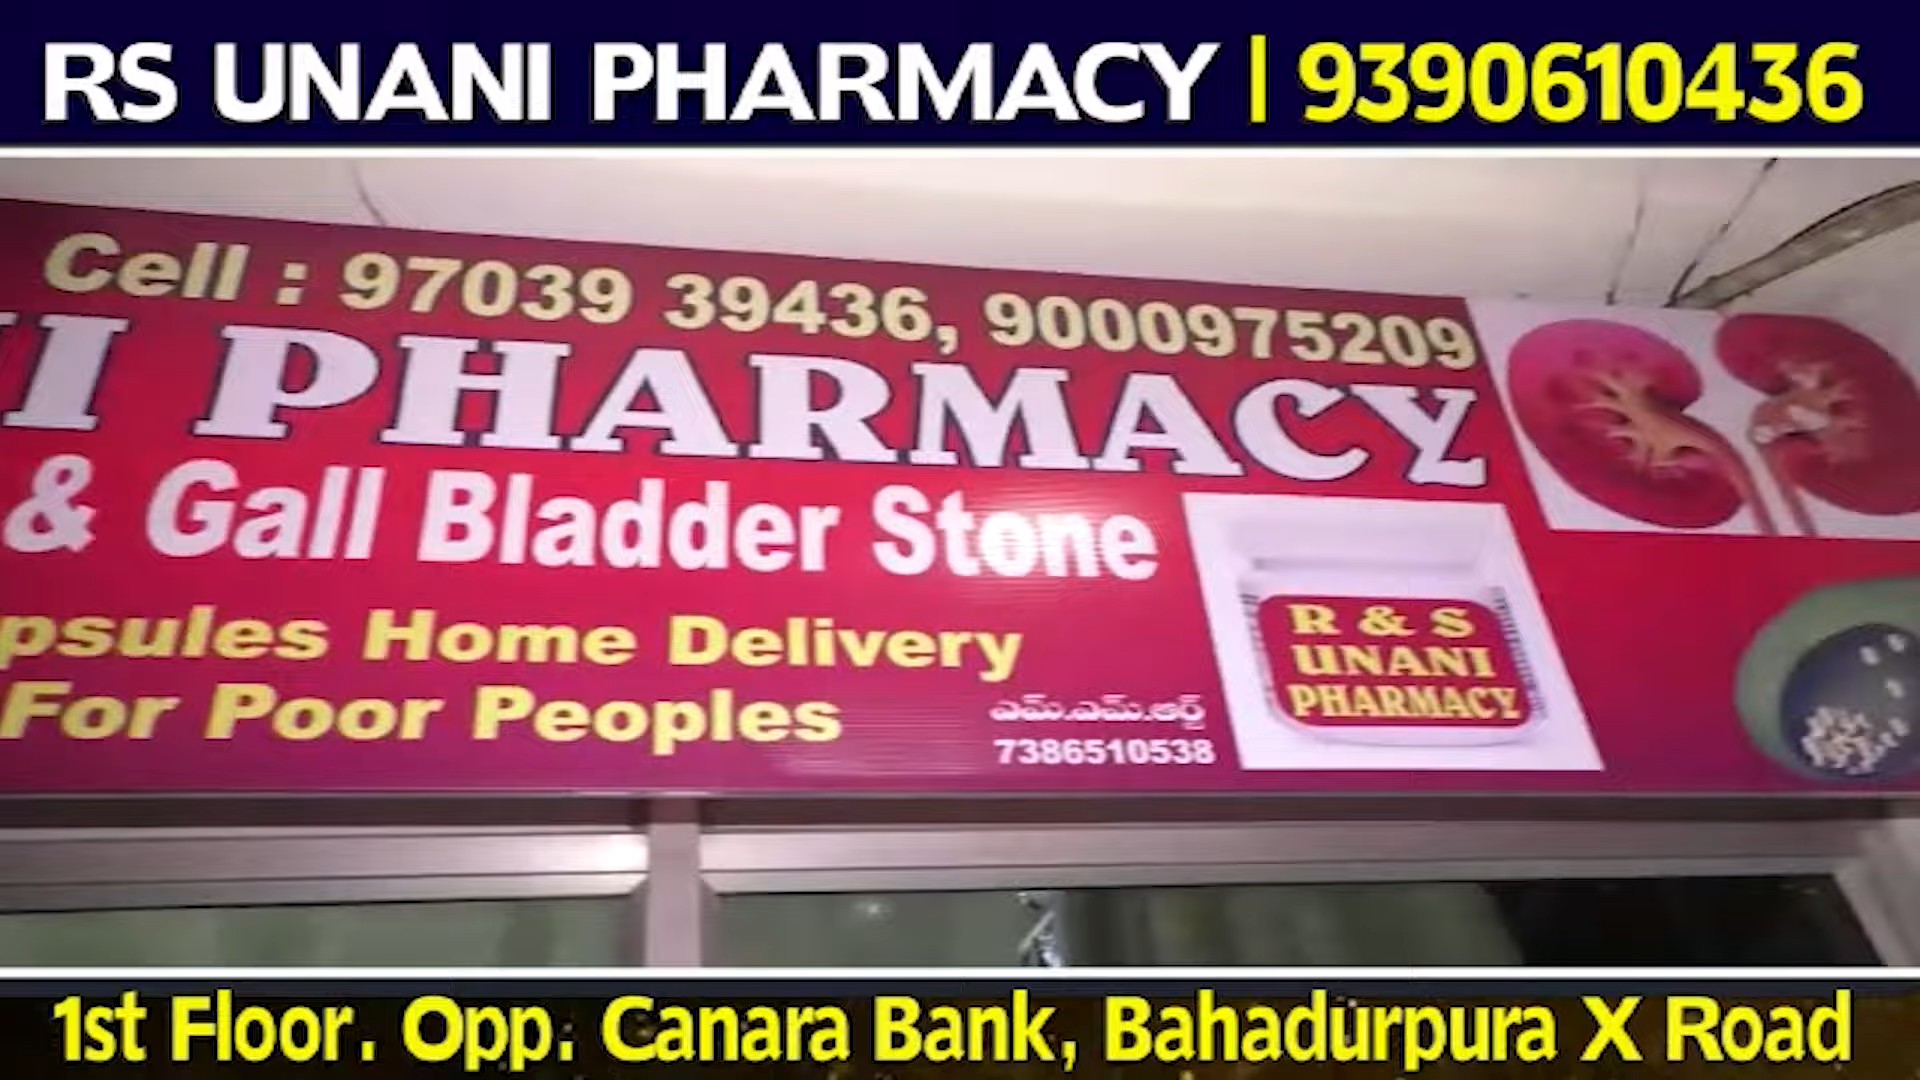 RS UNANI PHARMACY | 9390610436
Cell : 97039 39436, 9000975209
I PHARMACY
& Gall Bladder Stone
psules Home Delivery
For Poor Peoples
ఎమ్.ఎమ్.ఆర్ట్
7386510538
R & S
UNANI
PHARMACY
1st Floor. Opp. Canara Bank, Bahadurpura X Road